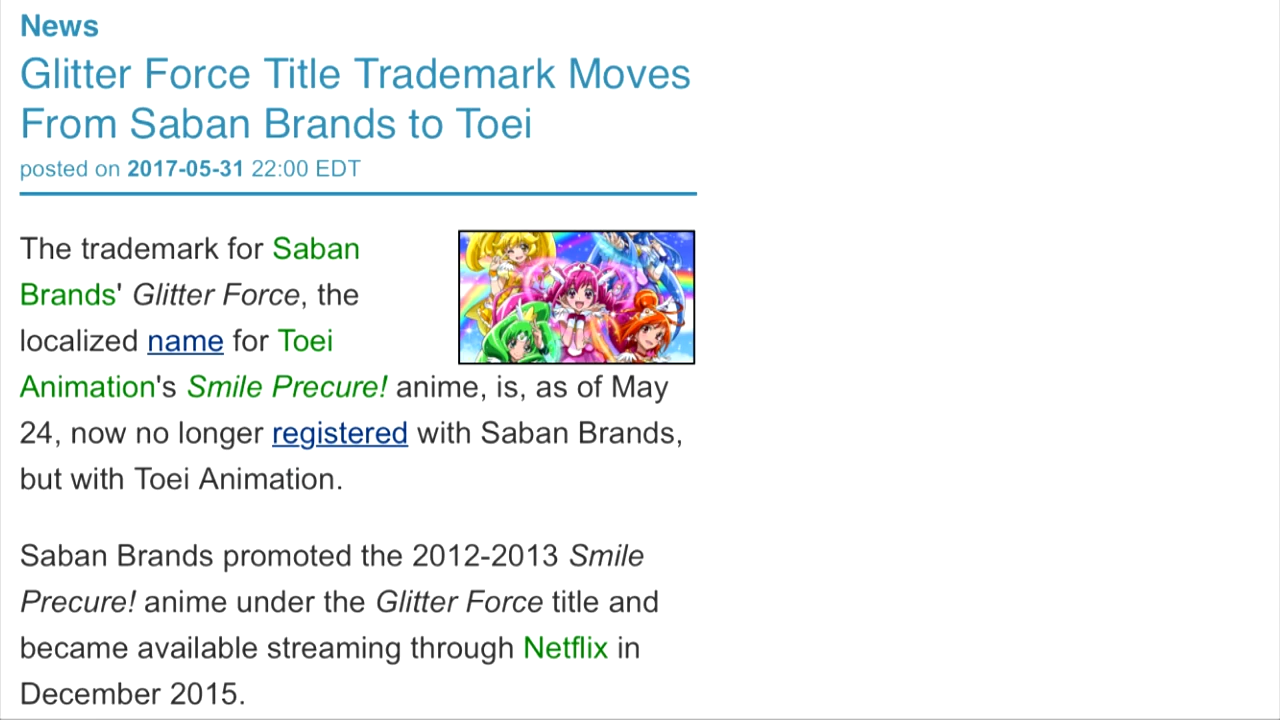 News
Glitter Force Title Trademark Moves
From Saban Brands to Toei
posted on 2017-05-31 22:00 EDT
The trademark for Saban
Brands' Glitter Force, the
localized name for Toei
Animation's Smile Precure! anime, is, as of May
24, now no longer registered with Saban Brands,
but with Toei Animation.
Saban Brands promoted the 2012-2013 Smile
Precure! anime under the Glitter Force title and
became available streaming through Netflix in
December 2015.